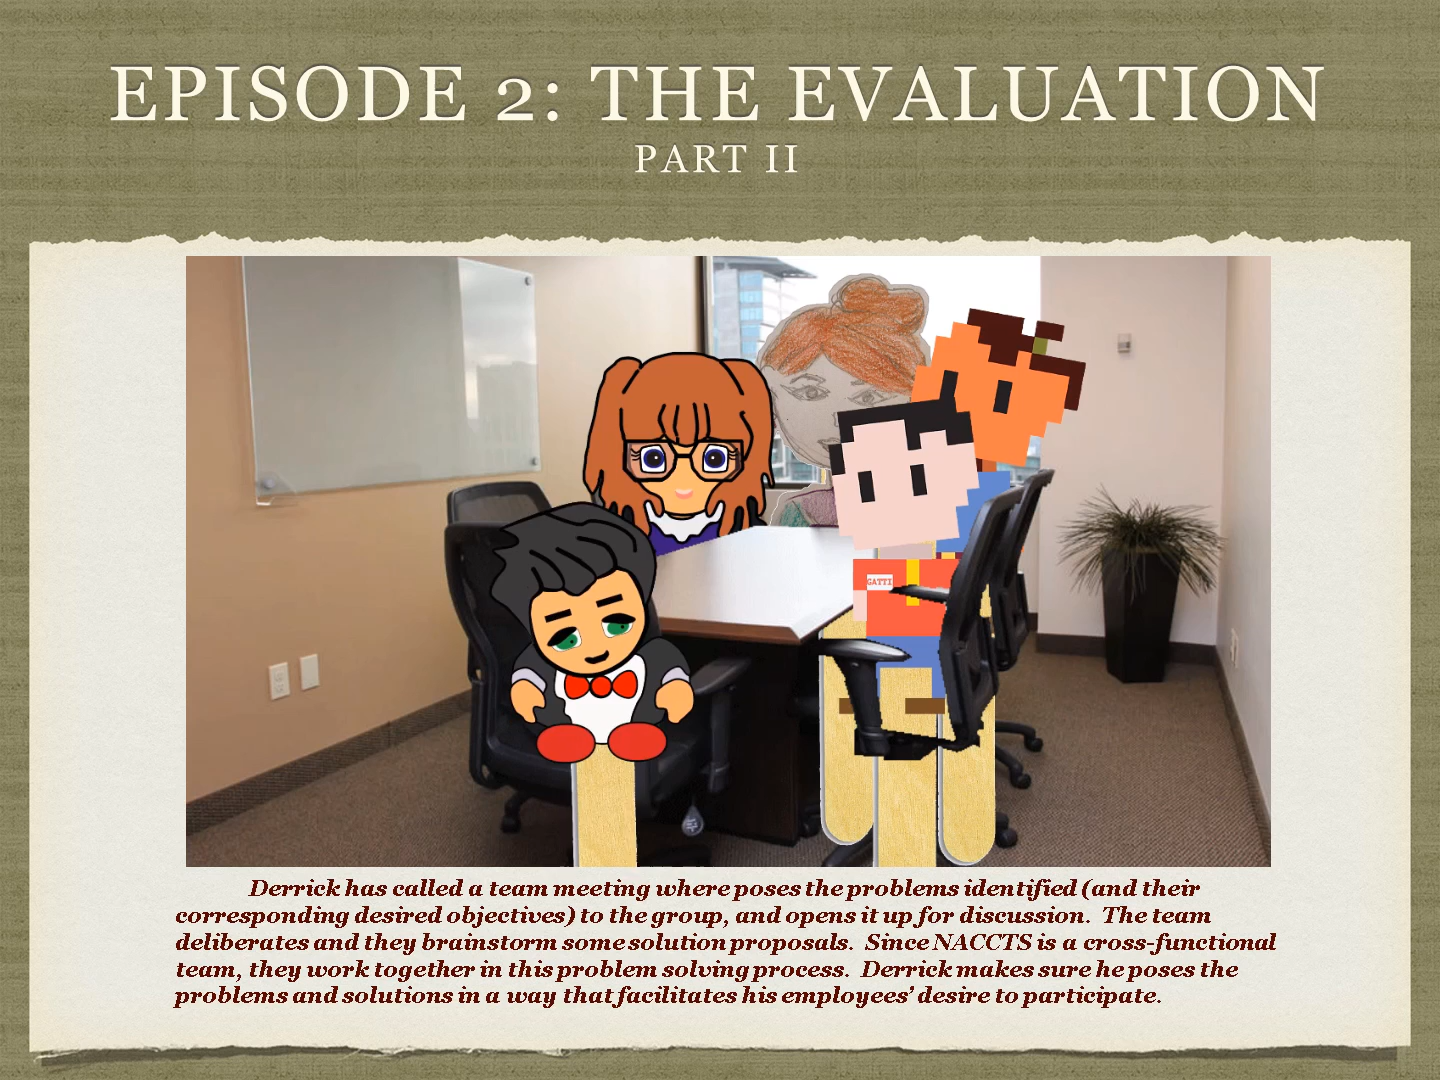 EPISODE 2: THE EVALUATION
PART II
GATTI
Derrick has called a team meeting where poses the problems identified (and their
corresponding desired objectives) to the group, and opens it up for discussion. The team
deliberates and they brainstorm some solution proposals. Since NACCTS is a cross-functional
team, they work together in this problem solving process. Derrick makes sure he poses the
problems and solutions in a way that facilitates his employees’ desire to participate.